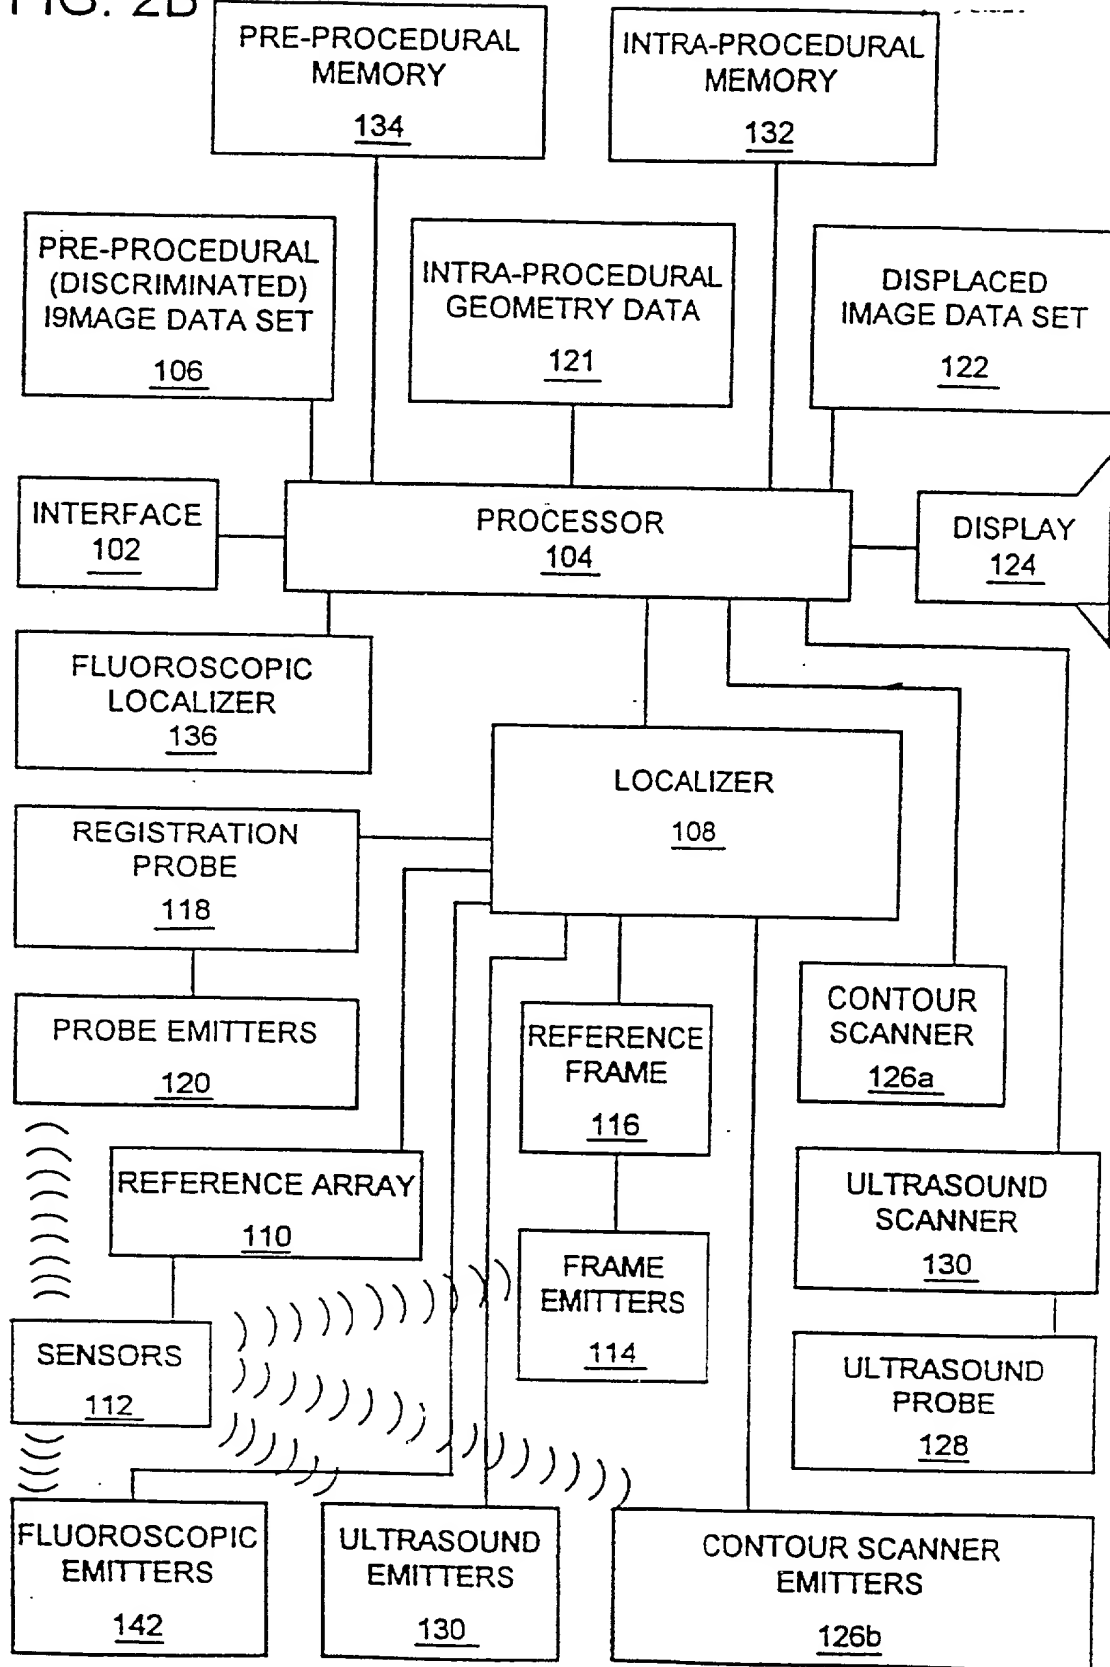 FIG. 2B
PRE-PROCEDURAL
MEMORY
134
INTRA-PROCEDURAL
MEMORY
132
PRE-PROCEDURAL
(DISCRIMINATED)
I9MAGE DATA SET
106
INTRA-PROCEDURAL
GEOMETRY DATA
121
DISPLACED
IMAGE DATA SET
122
INTERFACE
102
PROCESSOR
104
DISPLAY
124
FLUOROSCOPIC
LOCALIZER
136
LOCALIZER
108
REGISTRATION
PROBE
118
PROBE EMITTERS
120
REFERENCE
FRAME
116
CONTOUR
SCANNER
126a
REFERENCE ARRAY
110
ULTRASOUND
SCANNER
130
FRAME
EMITTERS
114
SENSORS
112
ULTRASOUND
PROBE
128
FLUOROSCOPIC
EMITTERS
142
ULTRASOUND
EMITTERS
130
CONTOUR SCANNER
EMITTERS
126b